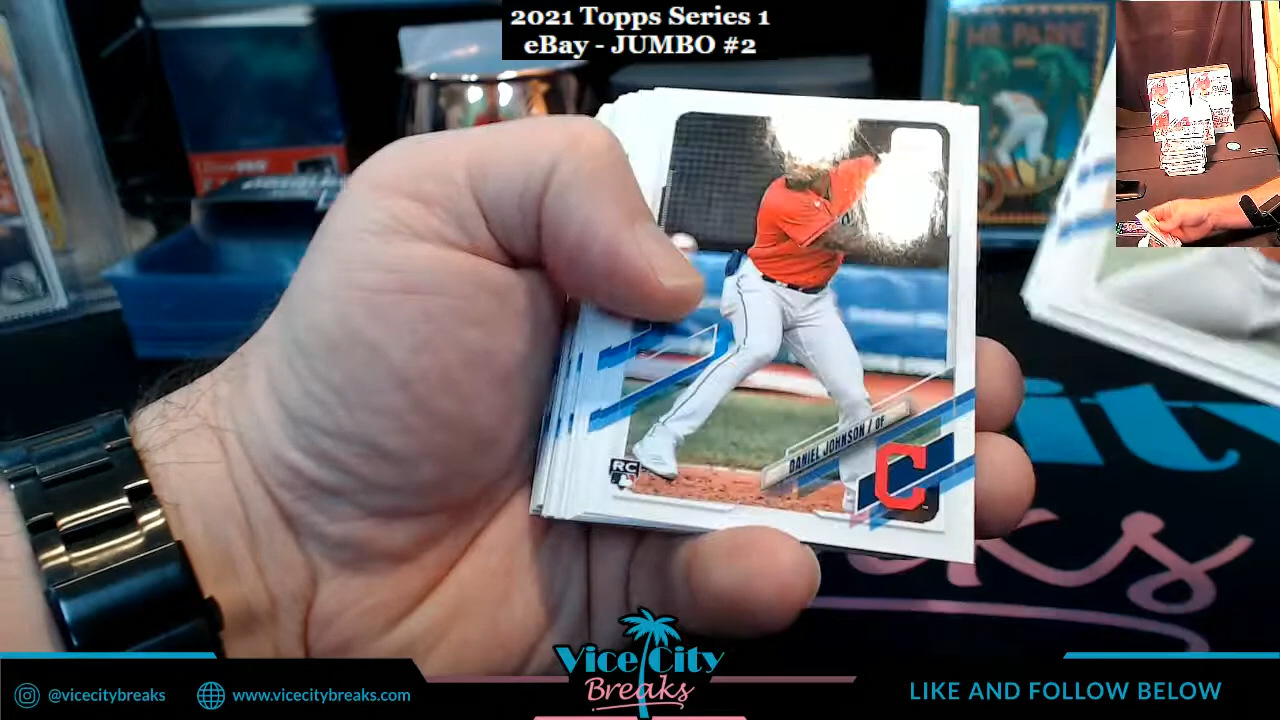 2021 Topps Series 1
eBay - JUMBO #2
MR. PADRE
RC
DANIEL JOHNSON / OF
C
Vice City
Breaks
@vicecitybreaks
www.vicecitybreaks.com
LIKE AND FOLLOW BELOW